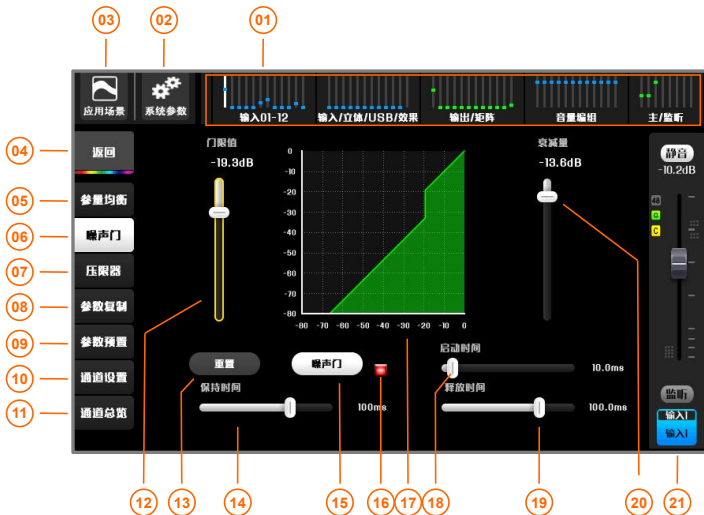 03
02
01
应用场景
系统参数
输入01-12
输入/立体/USB/效果
输出/矩阵
音量编组
主/监听
04
返回
门限值
-19.3dB
0
-10
-20
-30
-40
-50
-60
-70
-80
-80 -70 -60 -50 -40 -30 -20 -10 0
衰减量
-13.6dB
静音
-10.2dB
48
G
C
05
参量均衡
06
噪声门
07
压限器
08
参数复制
09
参数预置
10
通道设置
11
通道总览
重置
噪声门
保持时间
100ms
启动时间
10.0ms
释放时间
100.0ms
监听
输入1
输入1
12
13
14
15
16
17
18
19
20
21